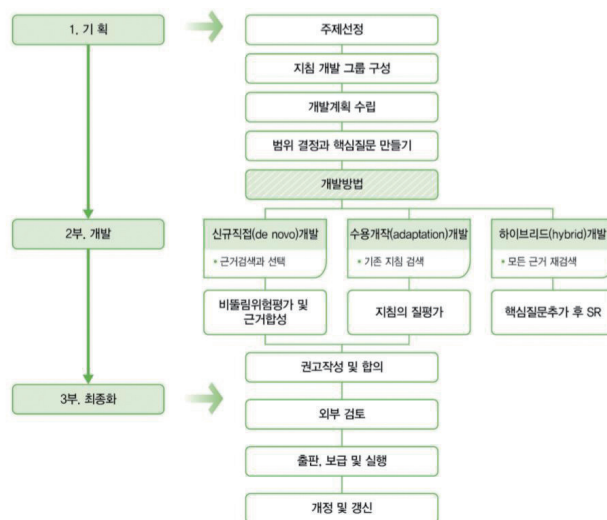 1. 기 획
주제선정
지침 개발 그룹 구성
개발계획 수립
범위 결정과 핵심질문 만들기
개발방법
2부. 개발
신규직접(de novo)개발
• 근거검색과 선택
수용개작(adaptation)개발
• 기존 지침 검색
하이브리드(hybrid)개발
• 모든 근거 재검색
비뚤림위험평가 및
근거합성
지침의 질평가
핵심질문추가 후 SR
권고작성 및 합의
3부. 최종화
외부 검토
출판, 보급 및 실행
개정 및 갱신